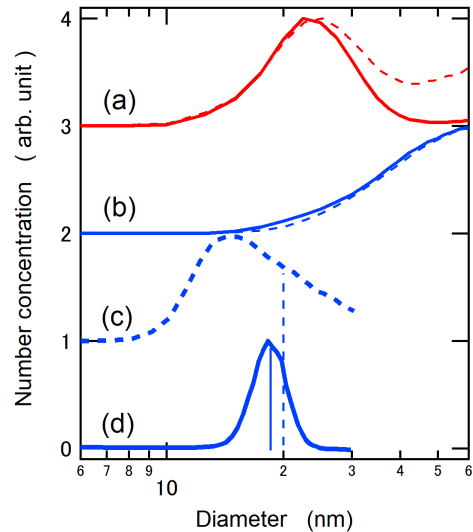 Number concentration ( arb. unit )
4
3
2
1
0
(a)
(b)
(c)
(d)
6 7 8 9 10 2 3 4 5 6
Diameter (nm)